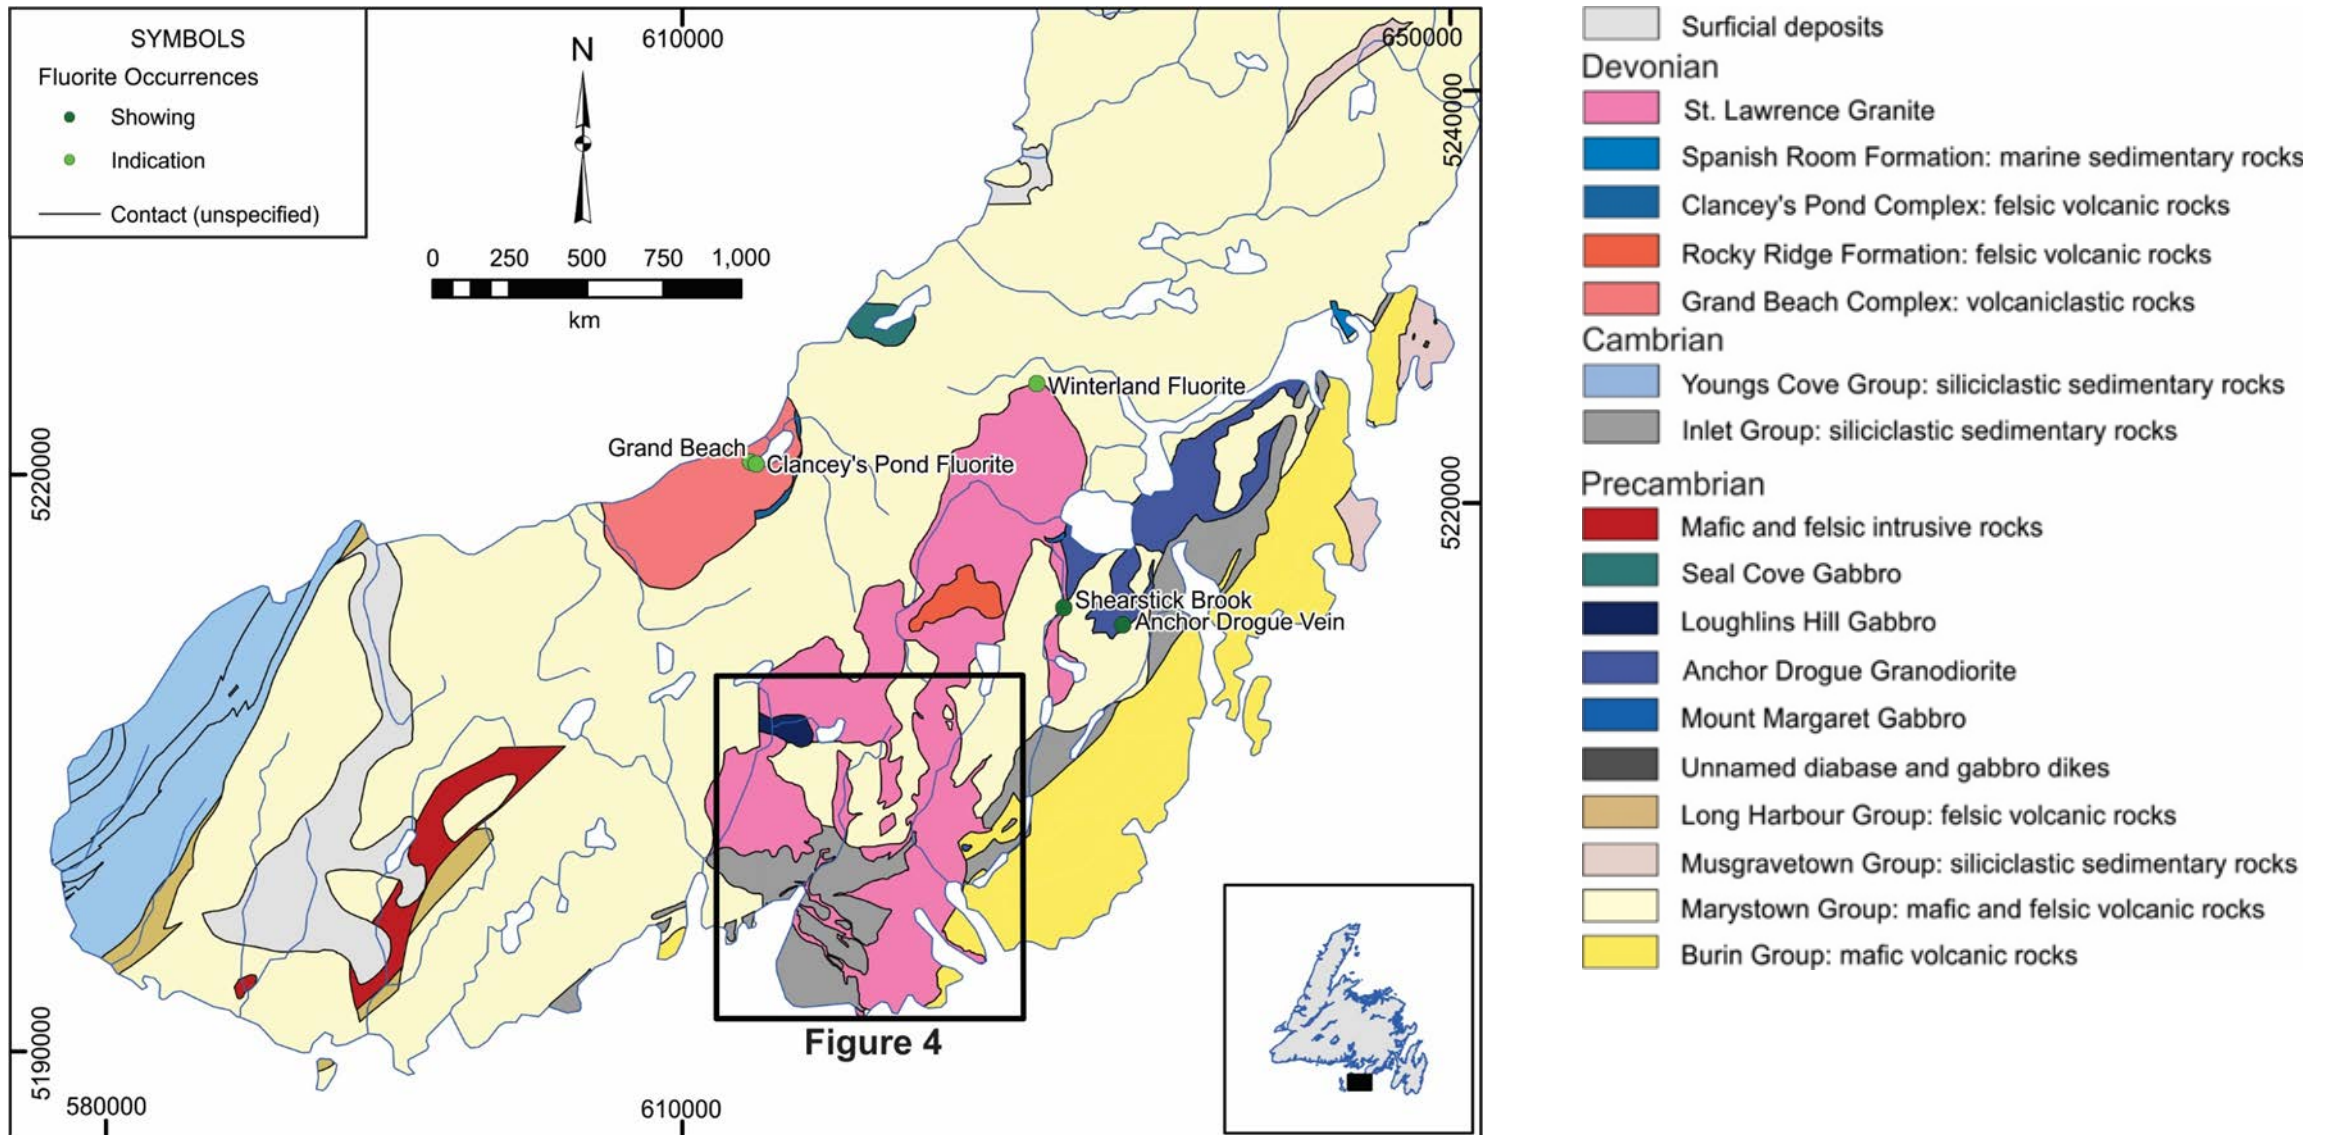 SYMBOLS
Fluorite Occurrences
Showing
Indication
Contact (unspecified)
N
0 250 500 750 1,000
km
610000
650000
5240000
5220000
5220000
5190000
580000
610000
Winterland Fluorite
Grand Beach
Clancey's Pond Fluorite
Shearstick Brook
Anchor Drogue Vein
Figure 4
Surficial deposits
Devonian
St. Lawrence Granite
Spanish Room Formation: marine sedimentary rocks
Clancey's Pond Complex: felsic volcanic rocks
Rocky Ridge Formation: felsic volcanic rocks
Grand Beach Complex: volcaniclastic rocks
Cambrian
Youngs Cove Group: siliciclastic sedimentary rocks
Inlet Group: siliciclastic sedimentary rocks
Precambrian
Mafic and felsic intrusive rocks
Seal Cove Gabbro
Loughlins Hill Gabbro
Anchor Drogue Granodiorite
Mount Margaret Gabbro
Unnamed diabase and gabbro dikes
Long Harbour Group: felsic volcanic rocks
Musgravetown Group: siliciclastic sedimentary rocks
Marystown Group: mafic and felsic volcanic rocks
Burin Group: mafic volcanic rocks